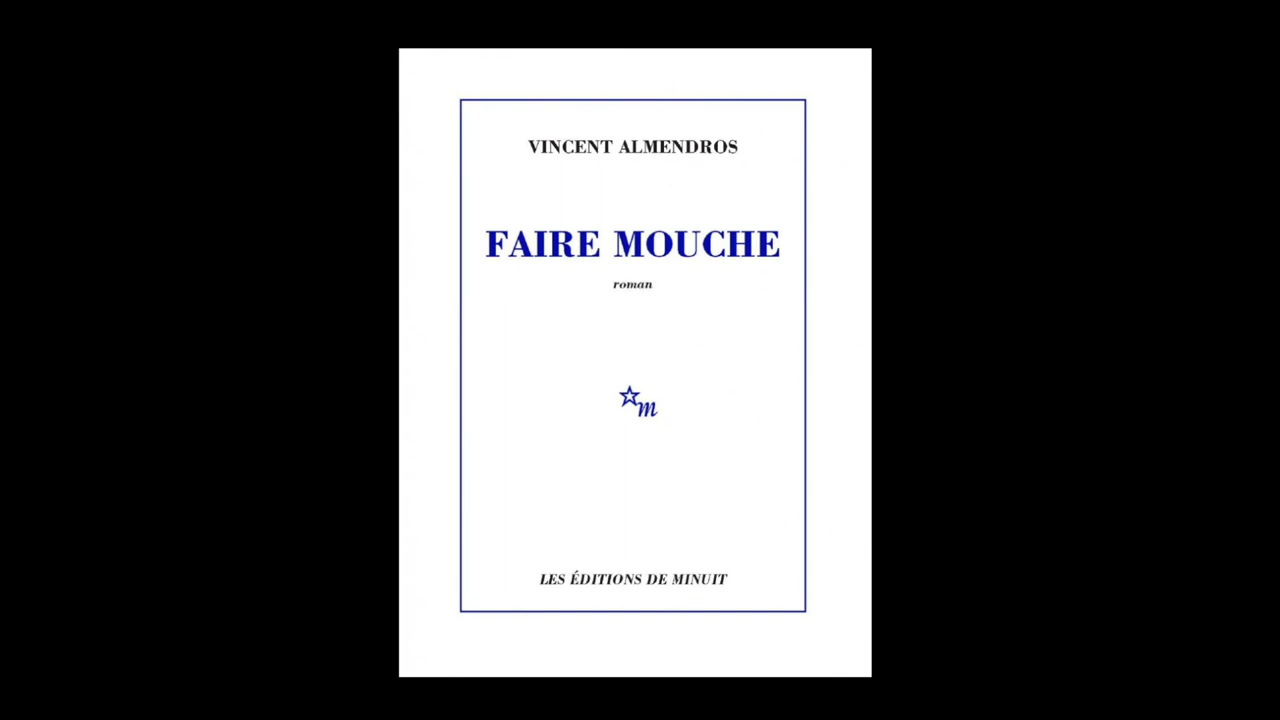 VINCENT ALMENDROS
FAIRE MOUCHE
roman
m
LES ÉDITIONS DE MINUIT